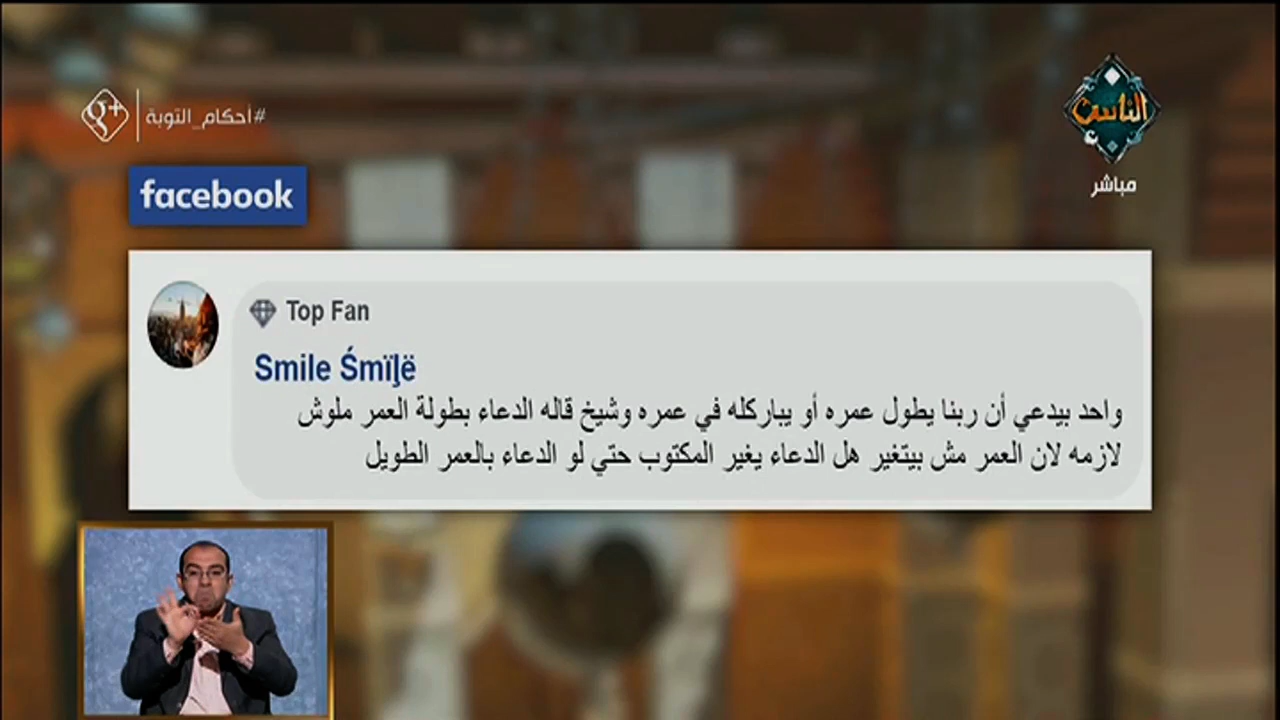 g+ #أحكام_التوبة
الناس
مباشر
facebook
Top Fan
Smile Śmïļë
واحد بيدعي أن ربنا يطول عمره أو يباركله في عمره وشيخ قاله الدعاء بطولة العمر ملوش
لازمه لان العمر مش بيتغير هل الدعاء يغير المكتوب حتي لو الدعاء بالعمر الطويل